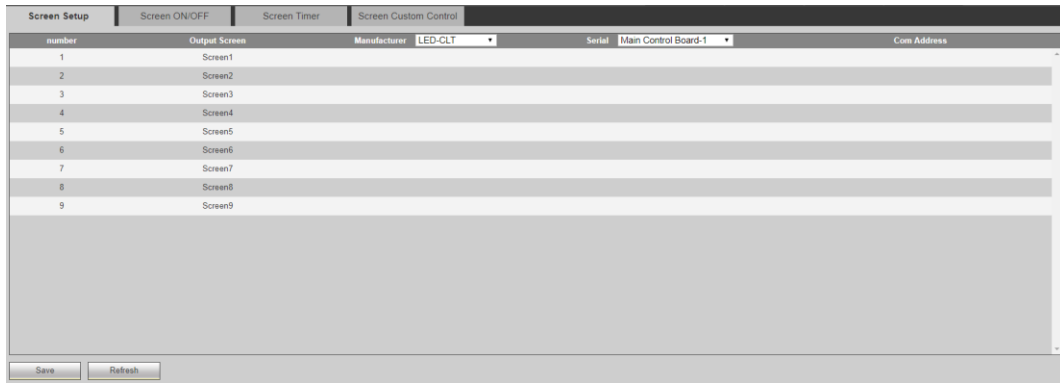 Screen Setup Screen ON/OFF Screen Timer Screen Custom Control
number Output Screen Manufacturer LED-CLT Serial Main Control Board-1 Com Address
1 Screen1
2 Screen2
3 Screen3
4 Screen4
5 Screen5
6 Screen6
7 Screen7
8 Screen8
9 Screen9
Save Refresh